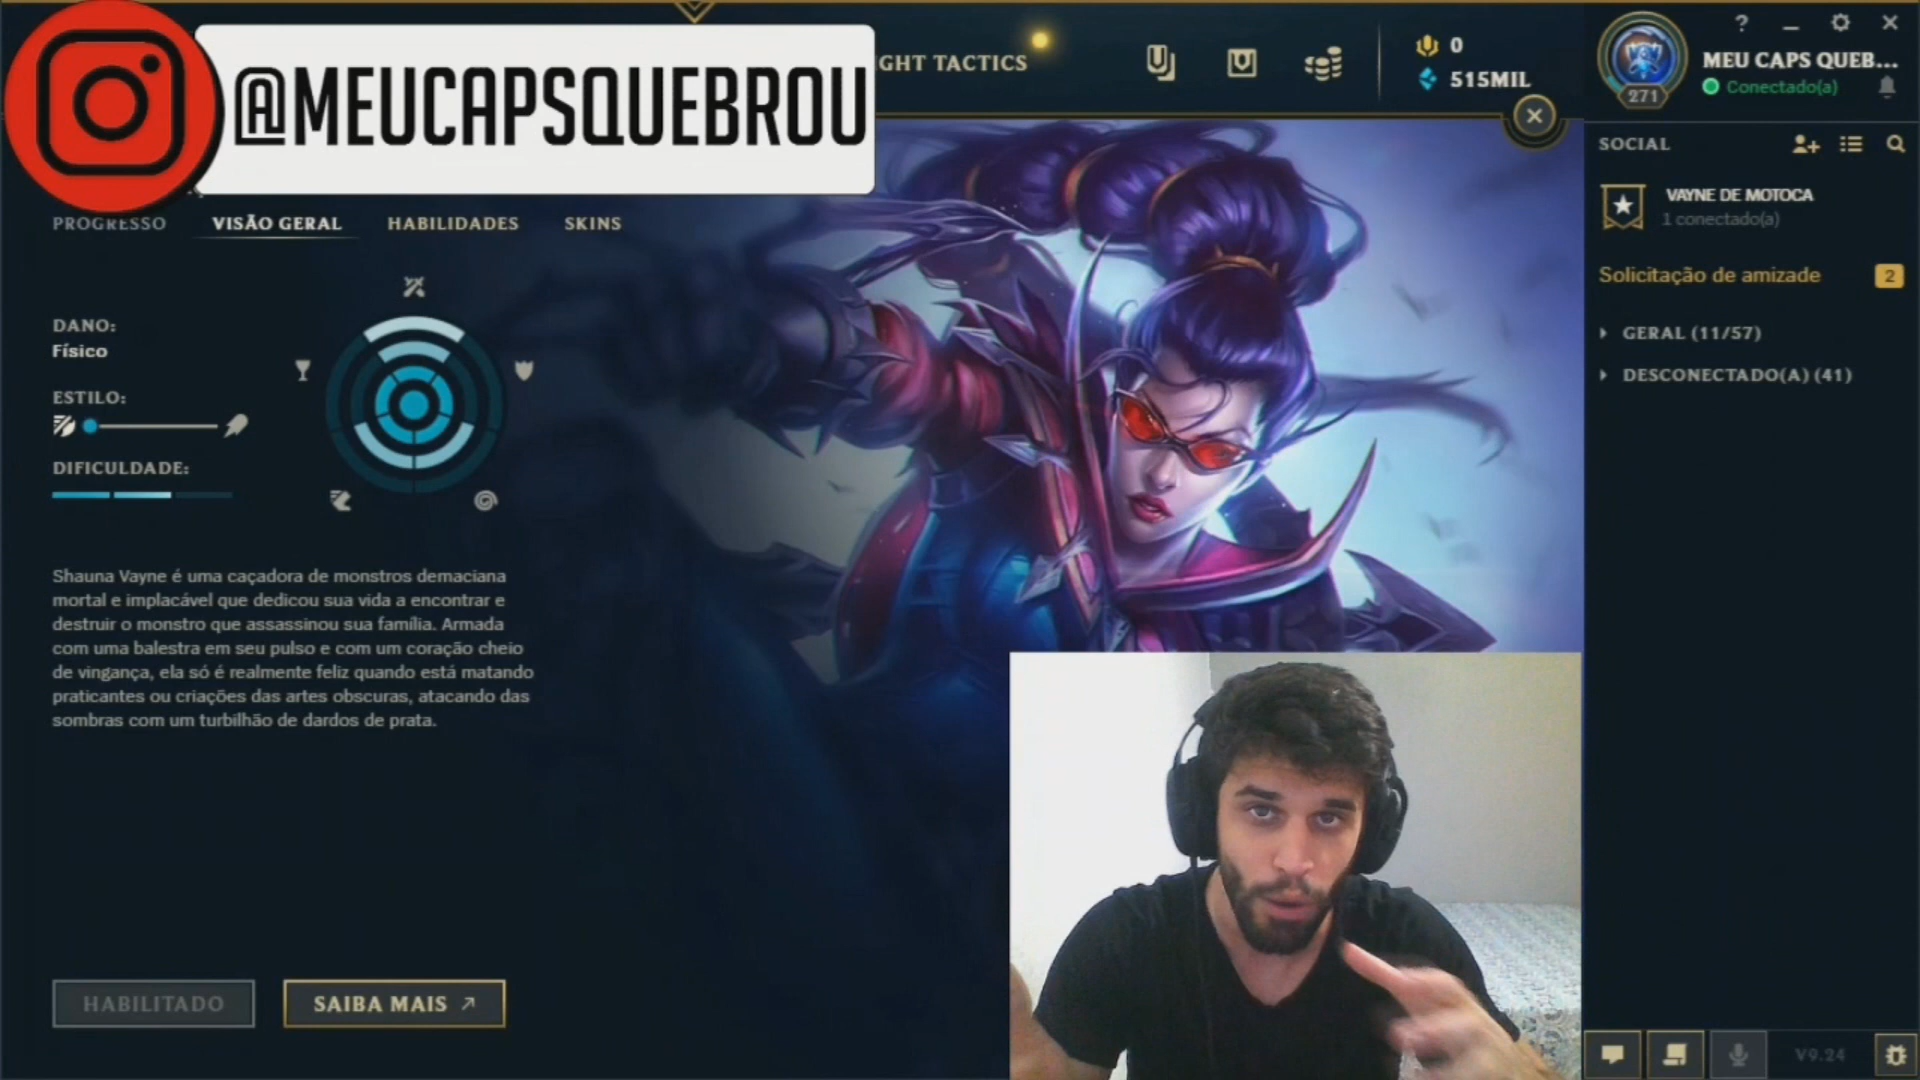 @MEUCAPSQUEBROU
GHT TACTICS
0
515MIL
?
271
MEU CAPS QUEB...
Conectado(a)
SOCIAL
VAYNE DE MOTOCA
1 conectado(a)
Solicitação de amizade
2
GERAL (11/57)
DESCONECTADO(A) (41)
PROGRESSO
VISÃO GERAL
HABILIDADES
SKINS
DANO:
Físico
ESTILO:
DIFICULDADE:
Shauna Vayne é uma caçadora de monstros demaciana
mortal e implacável que dedicou sua vida a encontrar e
destruir o monstro que assassinou sua família. Armada
com uma balestra em seu pulso e com um coração cheio
de vingança, ela só é realmente feliz quando está matando
praticantes ou criações das artes obscuras, atacando das
sombras com um turbilhão de dardos de prata.
HABILITADO
SAIBA MAIS
V9.24